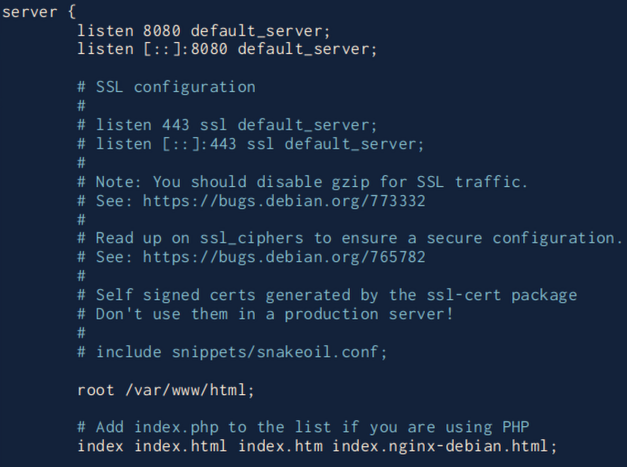 server {
listen 8080 default_server;
listen [::]:8080 default_server;
# SSL configuration
#
# listen 443 ssl default_server;
# listen [::]:443 ssl default_server;
#
# Note: You should disable gzip for SSL traffic.
# See: https://bugs.debian.org/773332
#
# Read up on ssl_ciphers to ensure a secure configuration.
# See: https://bugs.debian.org/765782
#
# Self signed certs generated by the ssl-cert package
# Don't use them in a production server!
#
# include snippets/snakeoil.conf;
root /var/www/html;
# Add index.php to the list if you are using PHP
index index.html index.htm index.nginx-debian.html;